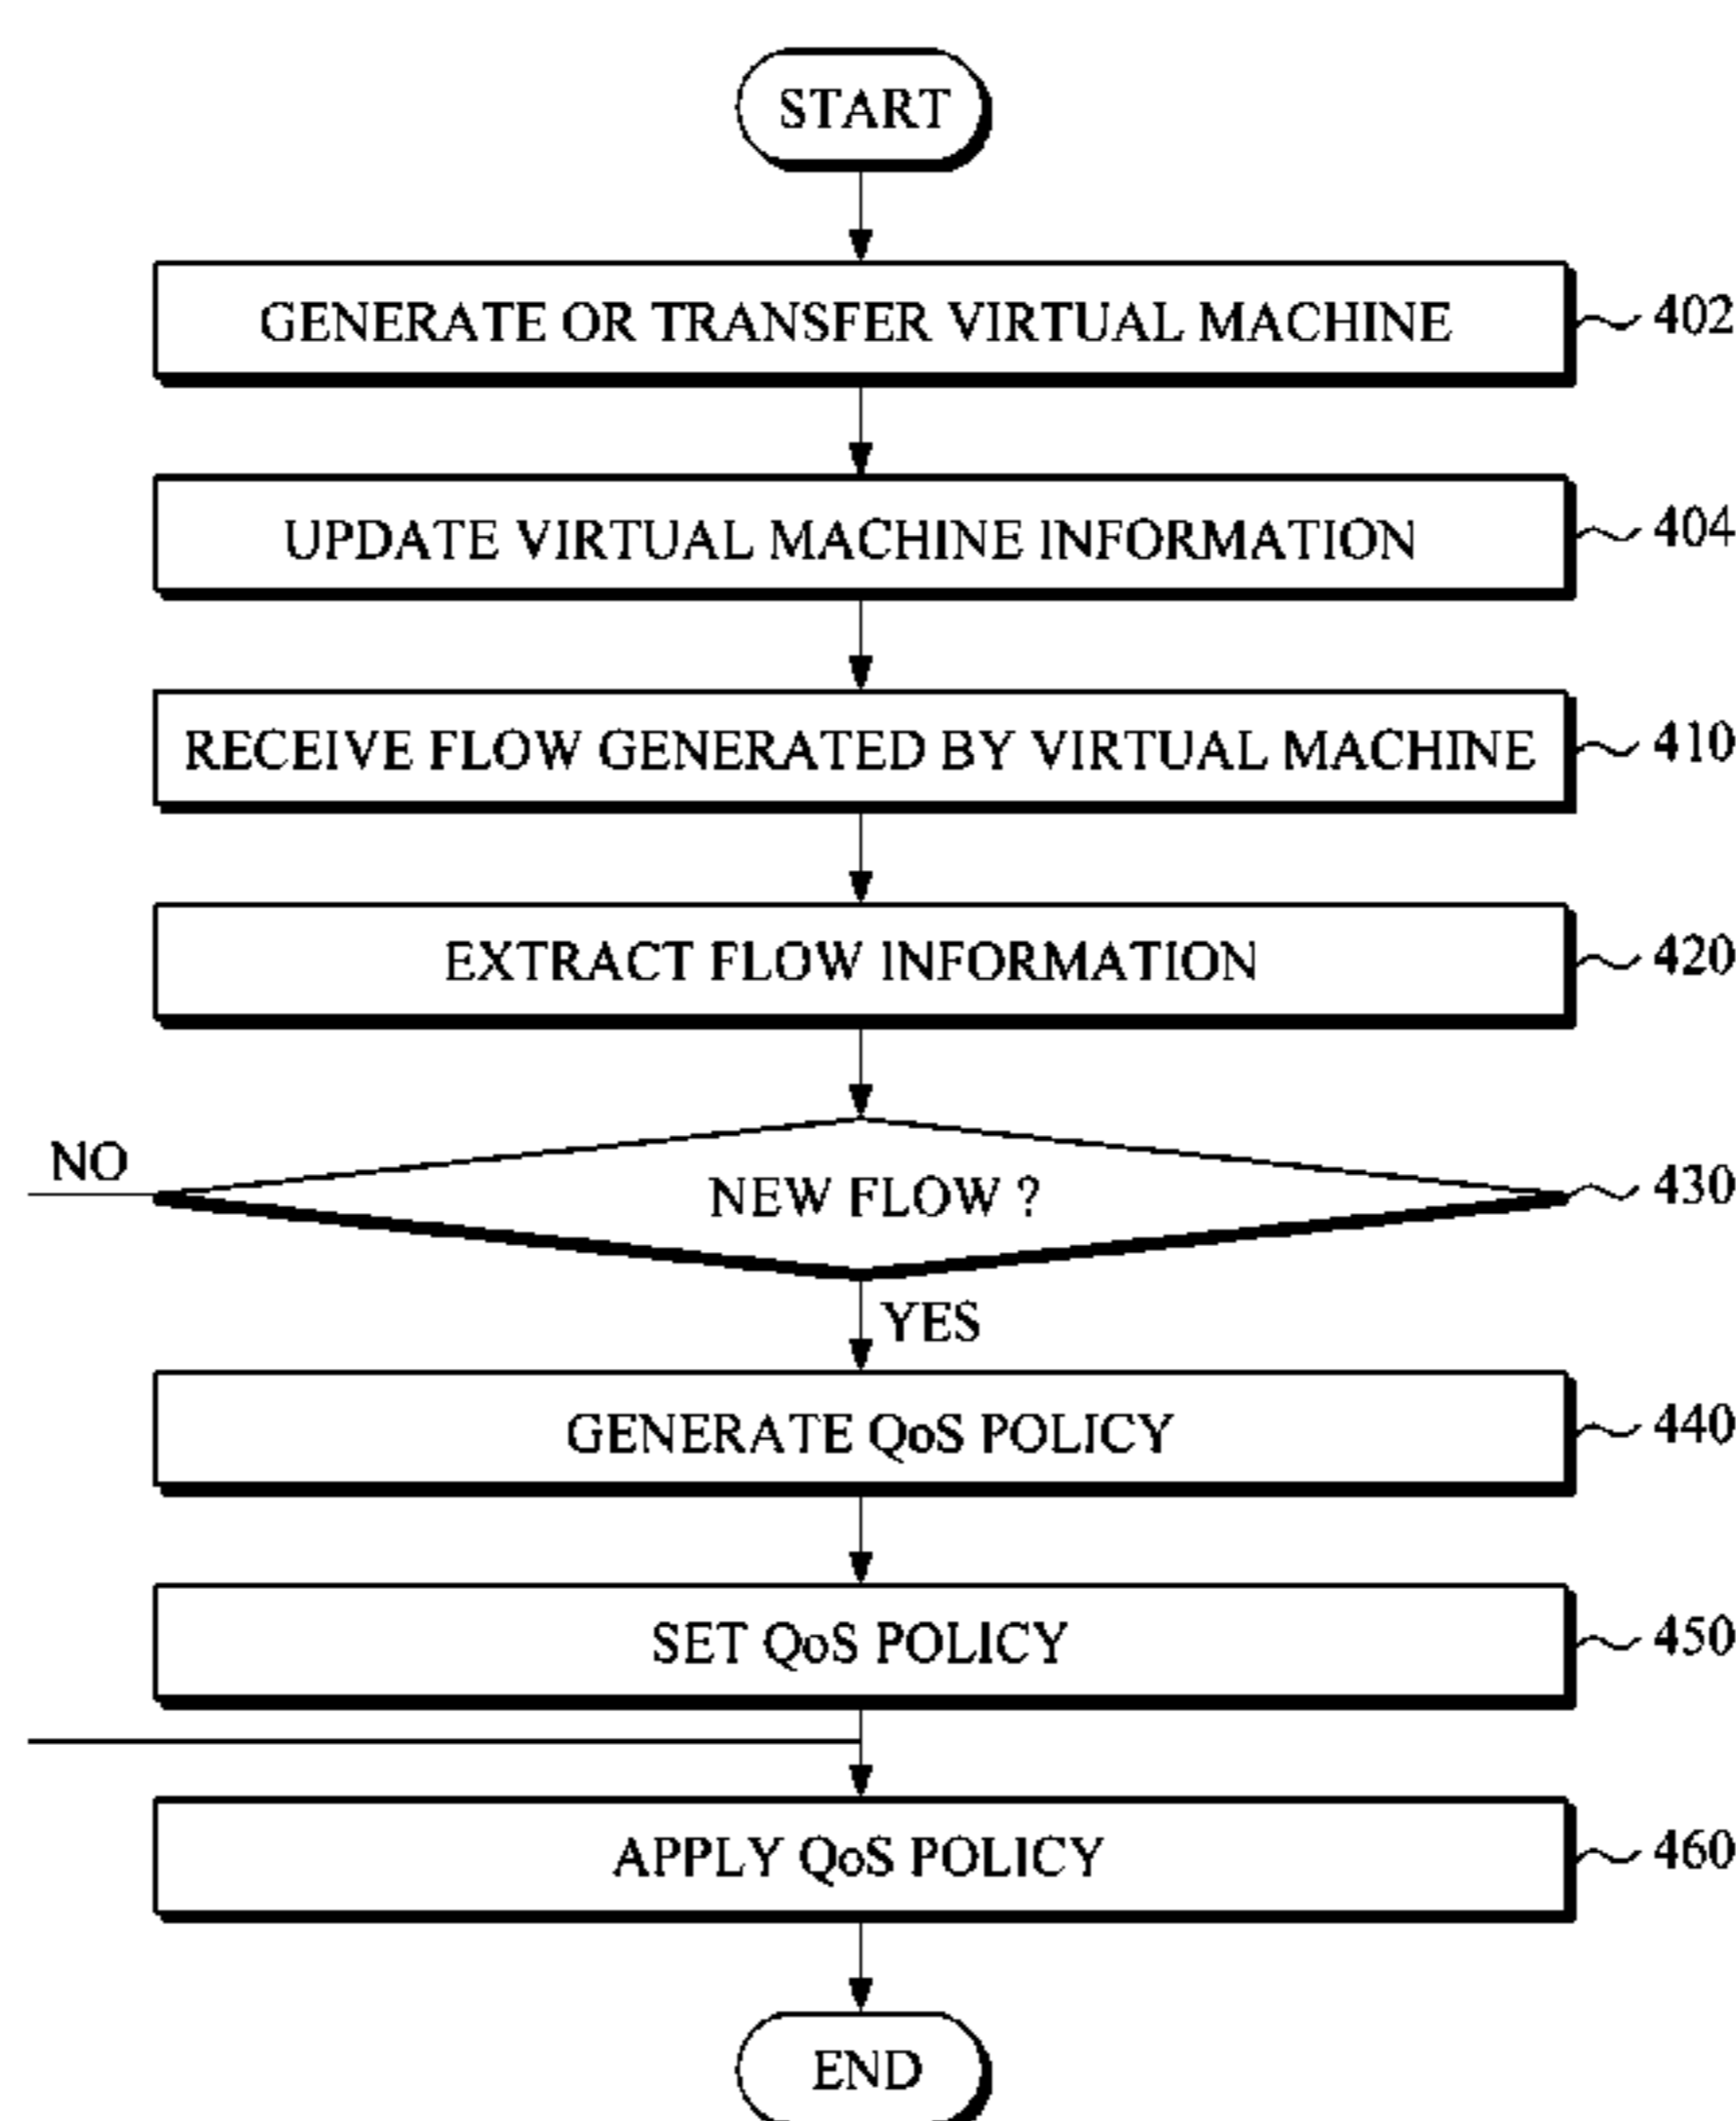 START
GENERATE OR TRANSFER VIRTUAL MACHINE
402
UPDATE VIRTUAL MACHINE INFORMATION
404
RECEIVE FLOW GENERATED BY VIRTUAL MACHINE
410
EXTRACT FLOW INFORMATION
420
NO
NEW FLOW ?
430
YES
GENERATE QoS POLICY
440
SET QoS POLICY
450
APPLY QoS POLICY
460
END